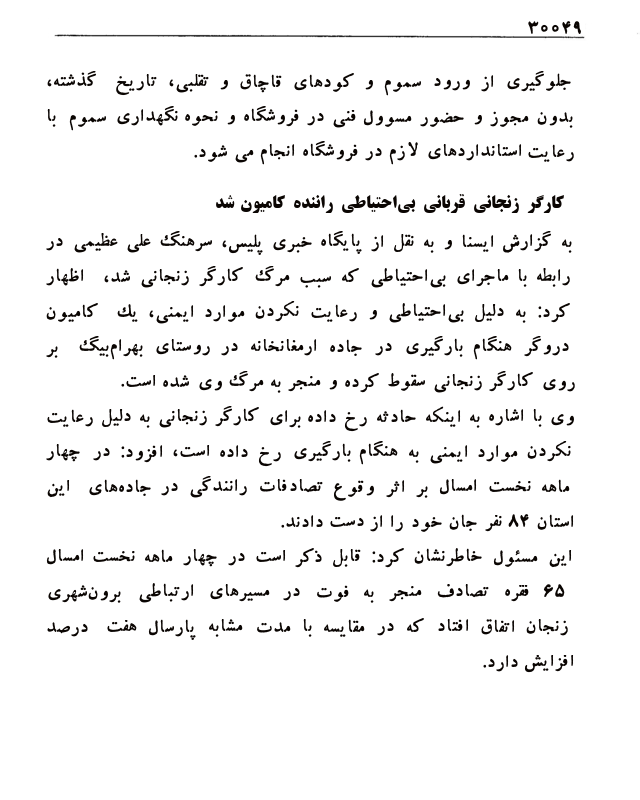 ۳۰۰۴۹
جلوگیری از ورود سموم و کودهای قاچاق و تقلبی، تاریخ گذشته،
بدون مجوز و حضور مسوول فنی در فروشگاه و نحوه نگهداری سموم با
رعایت استانداردهای لازم در فروشگاه انجام می شود.
کارگر زنجانی قربانی بی‌احتیاطی راننده کامیون شد
به گزارش ایسنا و به نقل از پایگاه خبری پلیس، سرهنگ علی عظیمی در
رابطه با ماجرای بی‌احتیاطی که سبب مرگ کارگر زنجانی شد، اظهار
کرد: به دلیل بی‌احتیاطی و رعایت نکردن موارد ایمنی، یک کامیون
دروگر هنگام بارگیری در جاده ارمغانخانه در روستای بهرام‌بیگ بر
روی کارگر زنجانی سقوط کرده و منجر به مرگ وی شده است.
وی با اشاره به اینکه حادثه رخ داده برای کارگر زنجانی به دلیل رعایت
نکردن موارد ایمنی به هنگام بارگیری رخ داده است، افزود: در چهار
ماهه نخست امسال بر اثر وقوع تصادفات رانندگی در جاده‌های این
استان ۸۴ نفر جان خود را از دست دادند.
این مسئول خاطرنشان کرد: قابل ذکر است در چهار ماهه نخست امسال
۶۵ فقره تصادف منجر به فوت در مسیرهای ارتباطی برون‌شهری
زنجان اتفاق افتاد که در مقایسه با مدت مشابه پارسال هفت درصد
افزایش دارد.